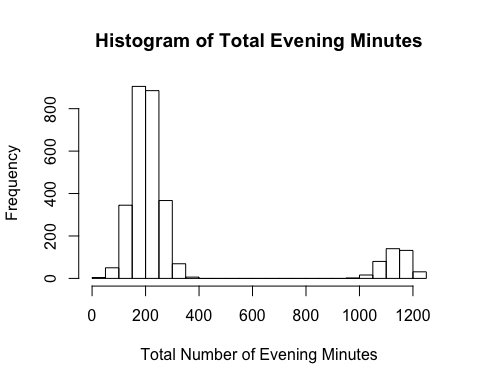 Histogram of Total Evening Minutes
Frequency
800
600
400
200
0
0 200 400 600 800 1000 1200
Total Number of Evening Minutes